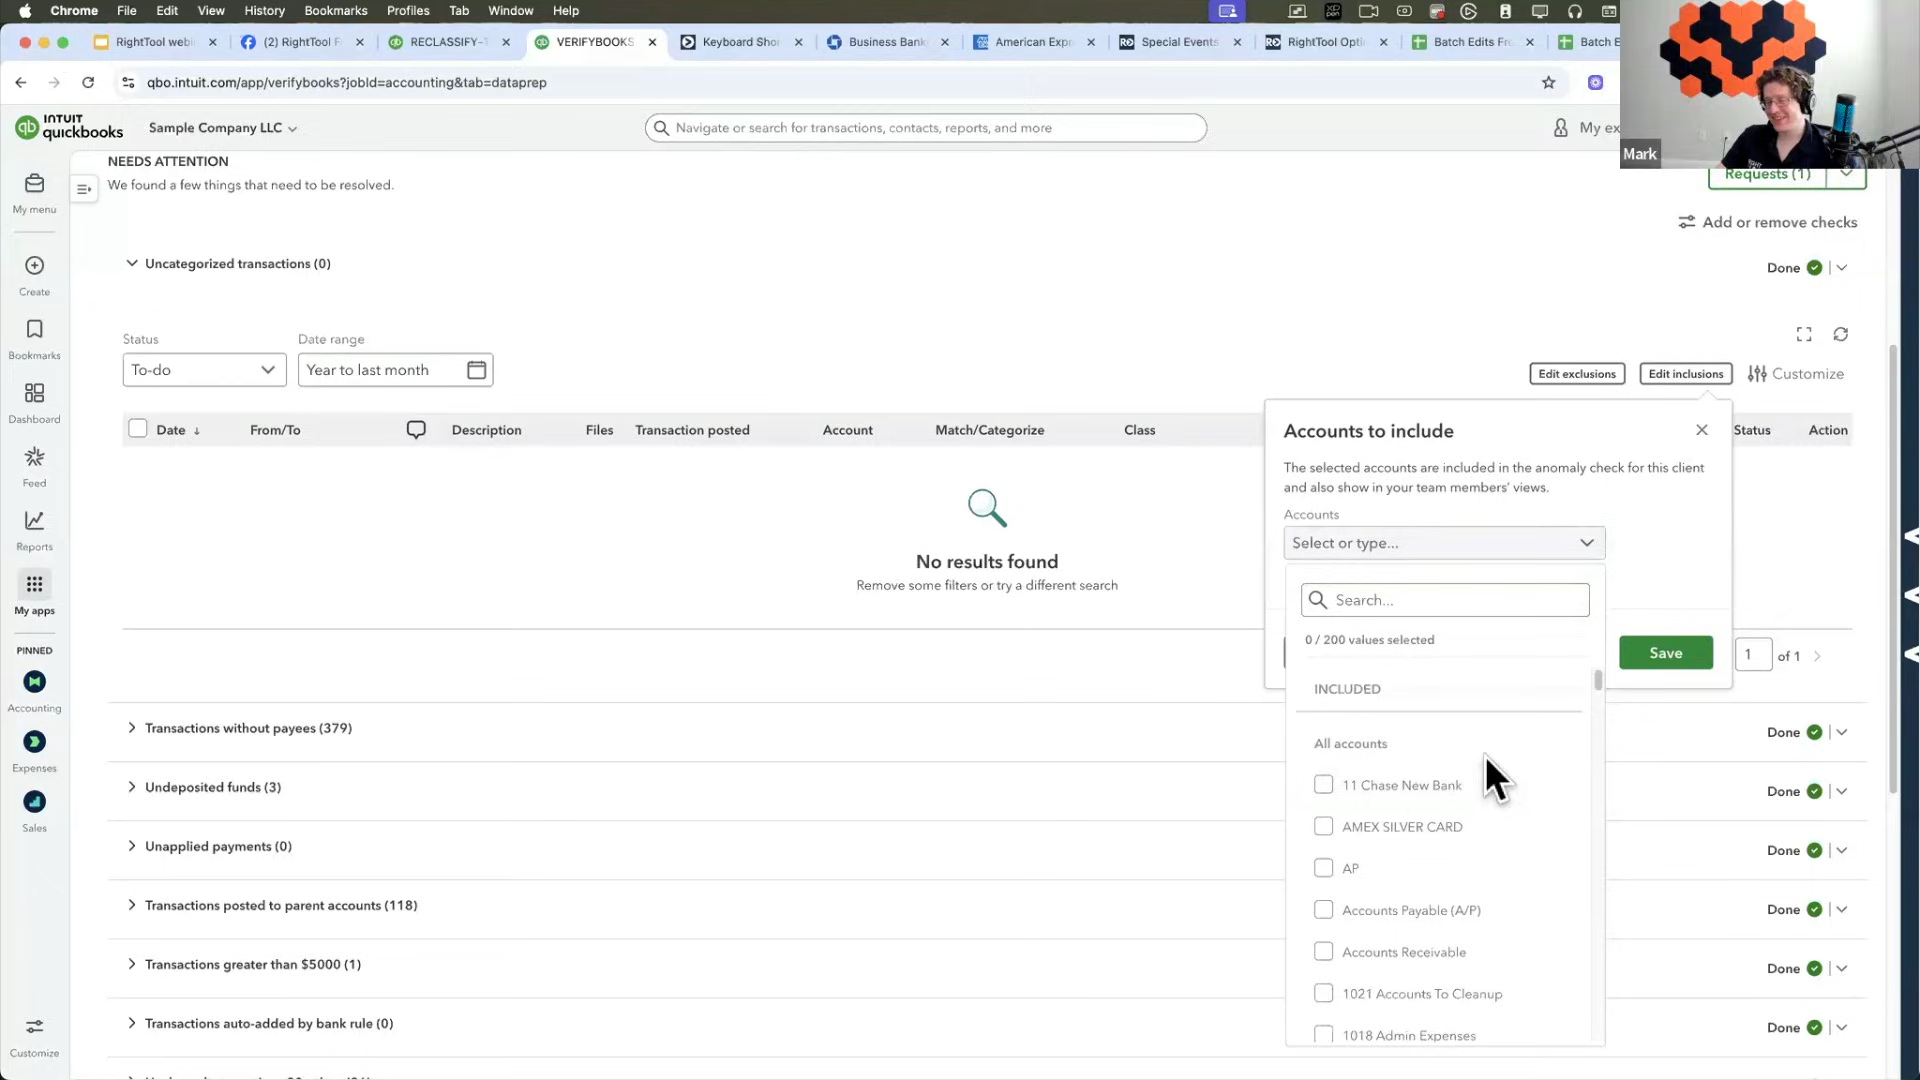 Chrome File Edit View History Bookmarks Profiles Tab Window Help
RightTool webi
(2) RightTool F
RECLASSIFY-
VERIFYBOOKS
Keyboard Sho
Business Bank
American Exp
Special Events
RightTool Opti
Batch Edits Fr
Batch E
qbo.intuit.com/app/verifybooks?jobId=accounting&tab=dataprep
INTUIT
quickbooks
Sample Company LLC
Navigate or search for transactions, contacts, reports, and more
My ex
Mark
NEEDS ATTENTION
We found a few things that need to be resolved.
Requests (1)
Add or remove checks
My menu
Create
Bookmarks
Dashboard
Feed
Reports
My apps
PINNED
Accounting
Expenses
Sales
Customize
Uncategorized transactions (0)
Done
Status
Date range
To-do
Year to last month
Edit exclusions
Edit inclusions
Customize
Date
From/To
Description
Files
Transaction posted
Account
Match/Categorize
Class
Status
Action
No results found
Remove some filters or try a different search
Accounts to include
The selected accounts are included in the anomaly check for this client
and also show in your team members' views.
Accounts
Select or type...
Search...
0 / 200 values selected
Save
1 of 1
INCLUDED
All accounts
11 Chase New Bank
AMEX SILVER CARD
AP
Accounts Payable (A/P)
Accounts Receivable
1021 Accounts To Cleanup
1018 Admin Expenses
Transactions without payees (379)
Done
Undeposited funds (3)
Done
Unapplied payments (0)
Done
Transactions posted to parent accounts (118)
Done
Transactions greater than $5000 (1)
Done
Transactions auto-added by bank rule (0)
Done